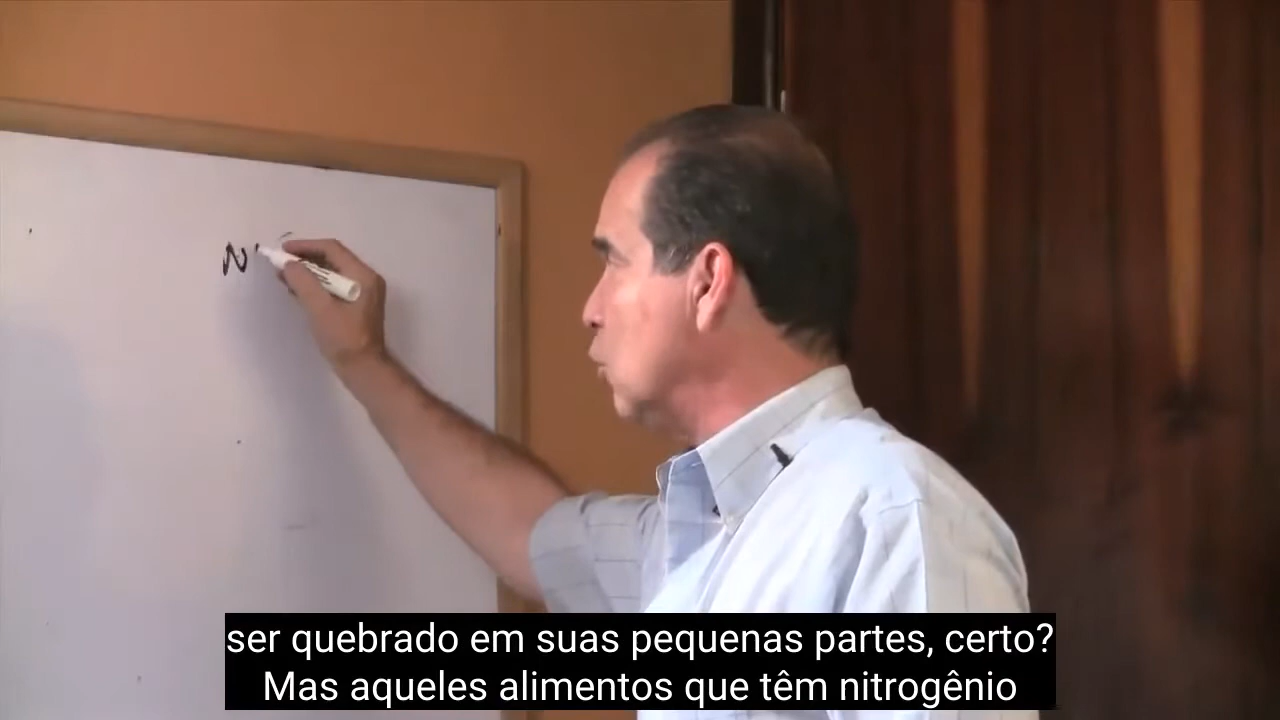 N
ser quebrado em suas pequenas partes, certo?
Mas aqueles alimentos que têm nitrogênio